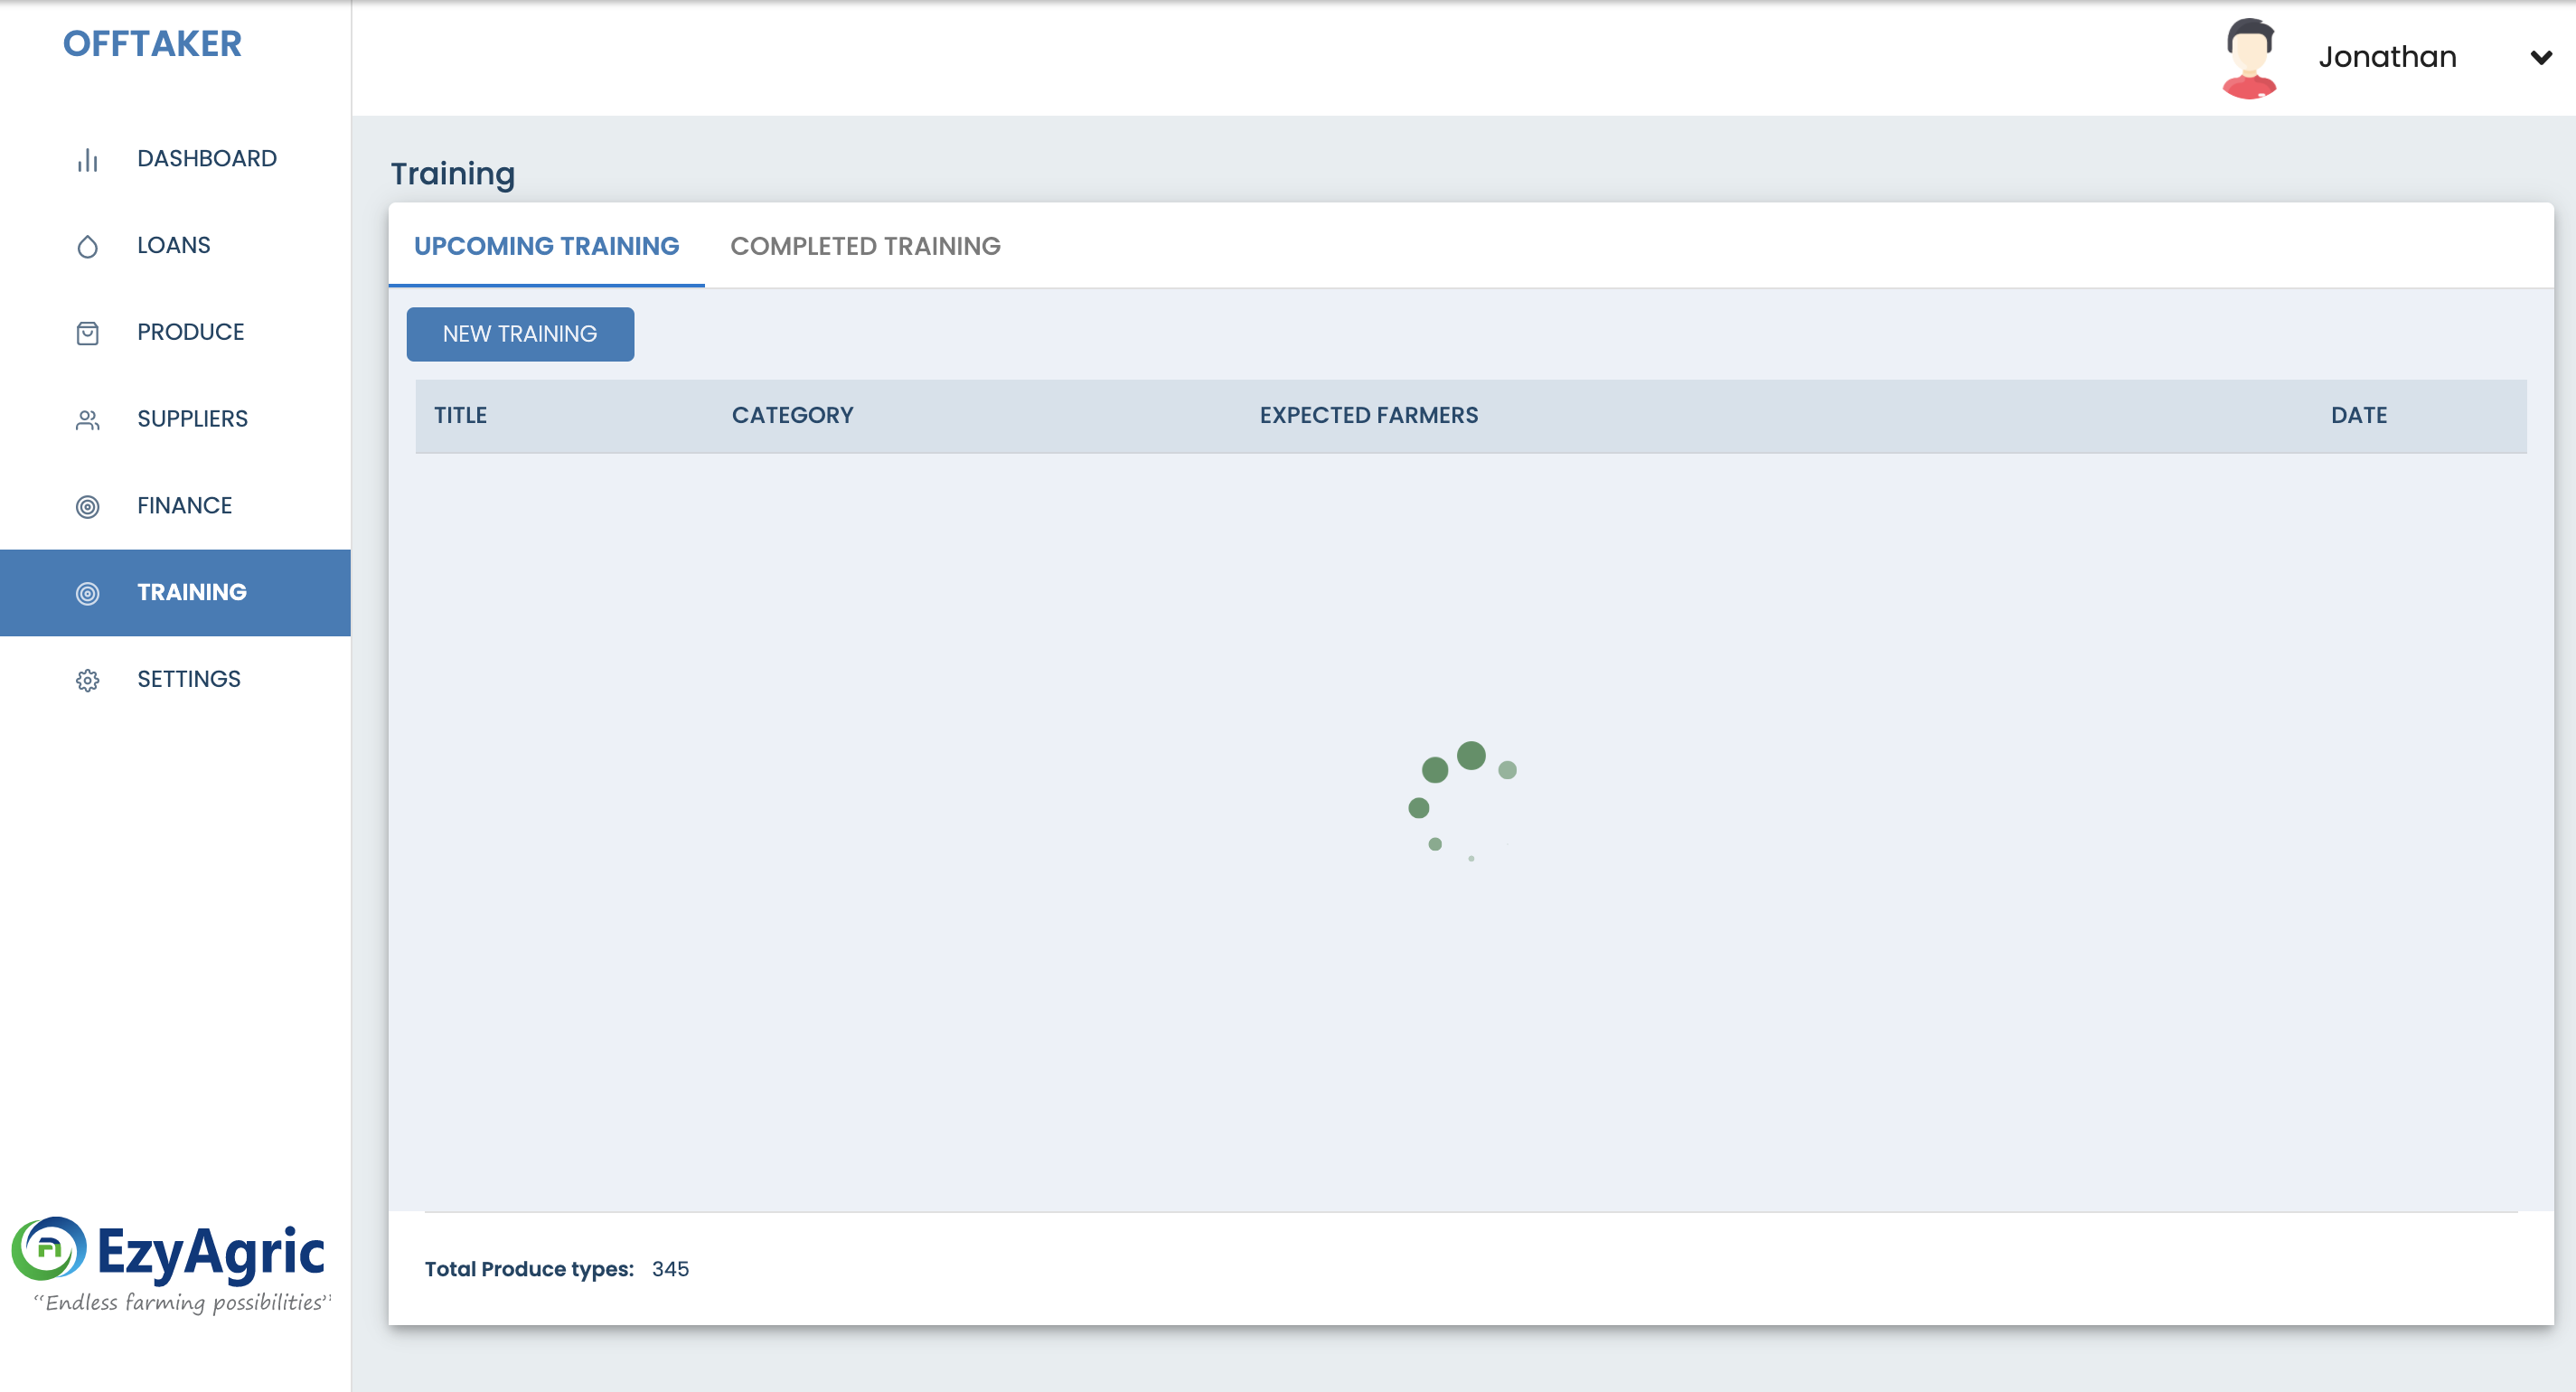 OFFTAKER
Jonathan
DASHBOARD
LOANS
PRODUCE
SUPPLIERS
FINANCE
TRAINING
SETTINGS
Training
UPCOMING TRAINING COMPLETED TRAINING
NEW TRAINING
TITLE CATEGORY EXPECTED FARMERS DATE
Total Produce types: 345
EzyAgric
“Endless farming possibilities”